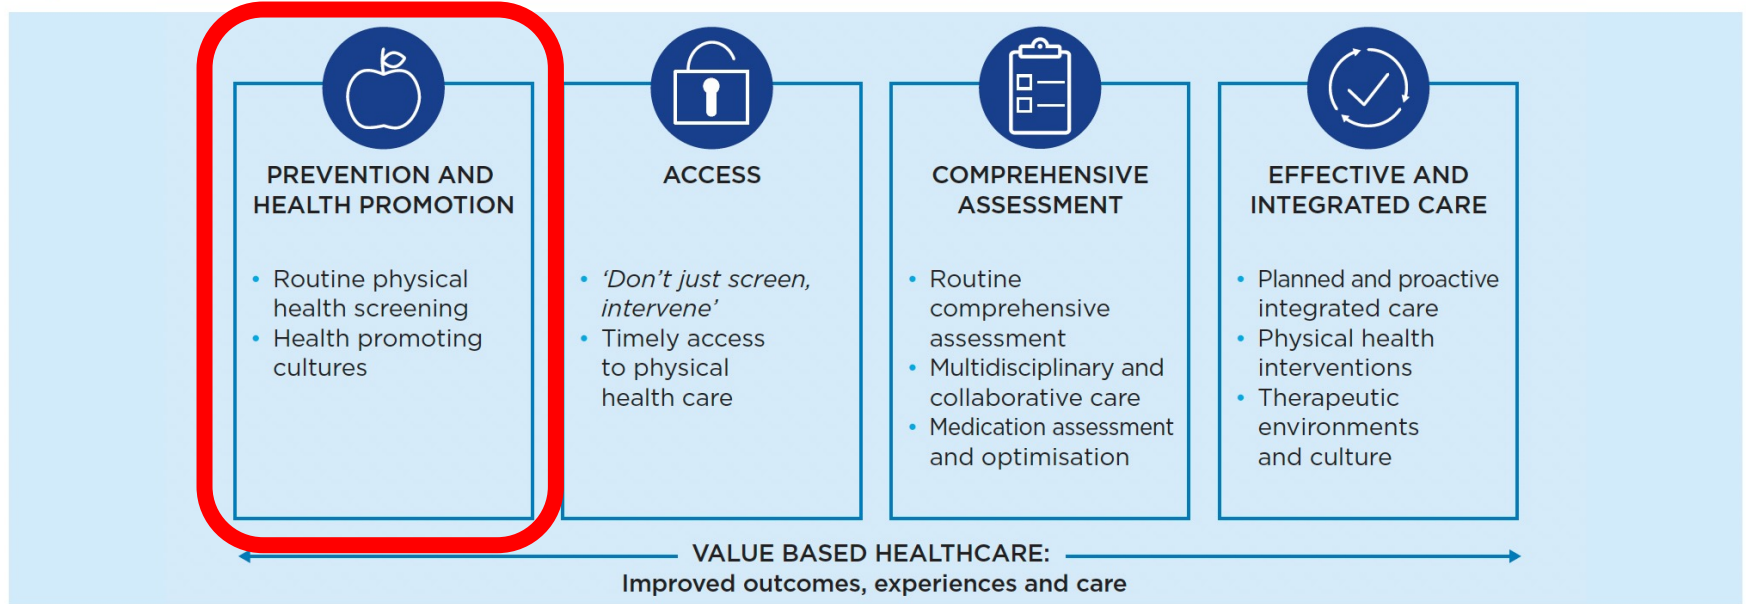 PREVENTION AND
HEALTH PROMOTION
• Routine physical
health screening
• Health promoting
cultures
ACCESS
• ‘Don’t just screen,
intervene’
• Timely access
to physical
health care
COMPREHENSIVE
ASSESSMENT
• Routine
comprehensive
assessment
• Multidisciplinary and
collaborative care
• Medication assessment
and optimisation
EFFECTIVE AND
INTEGRATED CARE
• Planned and proactive
integrated care
• Physical health
interventions
• Therapeutic
environments
and culture
VALUE BASED HEALTHCARE:
Improved outcomes, experiences and care